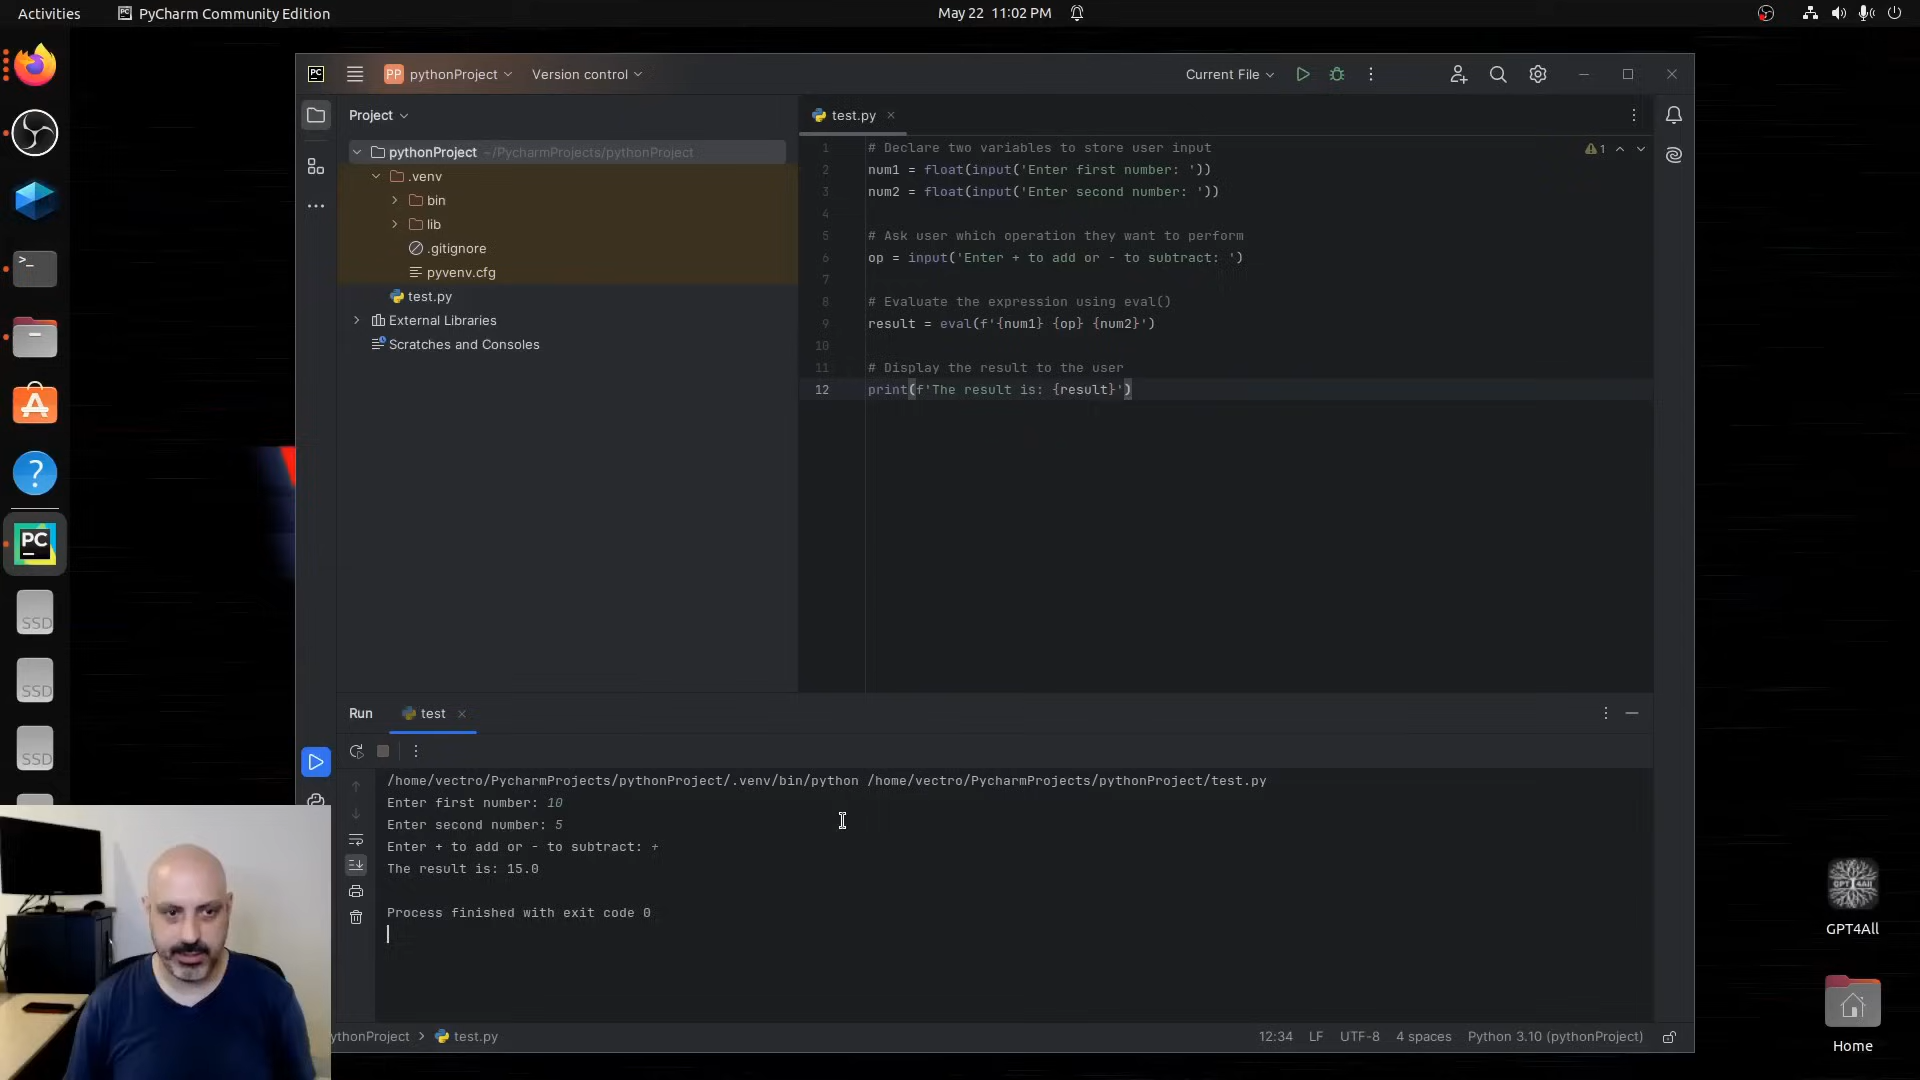 Activities
PyCharm Community Edition
May 22 11:02 PM
PC
PP
pythonProject
Version control
Current File
Project
test.py
pythonProject ~/PycharmProjects/pythonProject
.venv
bin
lib
.gitignore
pyvenv.cfg
test.py
External Libraries
Scratches and Consoles
1
1 # Declare two variables to store user input
2 num1 = float(input('Enter first number: '))
3 num2 = float(input('Enter second number: '))
4
5 # Ask user which operation they want to perform
6 op = input('Enter + to add or - to subtract: ')
7
8 # Evaluate the expression using eval()
9 result = eval(f'{num1} {op} {num2}')
10
11 # Display the result to the user
12 print(f'The result is: {result}')
PC
SSD
SSD
SSD
Run
test
/home/vectro/PycharmProjects/pythonProject/.venv/bin/python /home/vectro/PycharmProjects/pythonProject/test.py
Enter first number: 10
Enter second number: 5
Enter + to add or - to subtract: +
The result is: 15.0
Process finished with exit code 0
GPT4All
GPT4All
Home
ythonProject
test.py
12:34 LF UTF-8 4 spaces Python 3.10 (pythonProject)